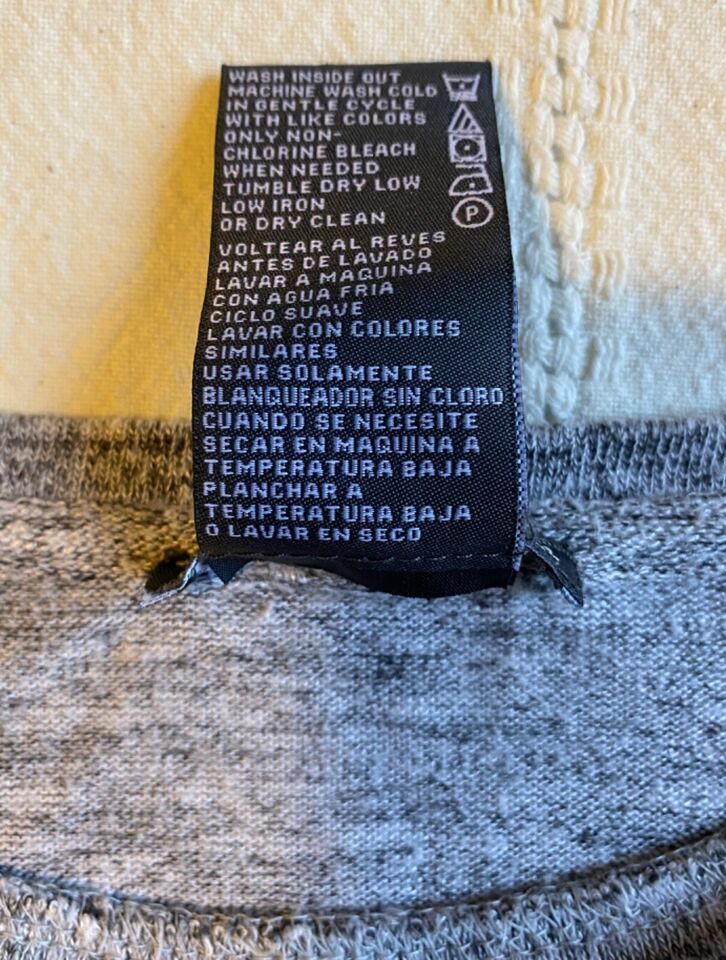 WASH INSIDE OUT
MACHINE WASH COLD
IN GENTLE CYCLE
WITH LIKE COLORS
ONLY NON-
CHLORINE BLEACH
WHEN NEEDED
TUMBLE DRY LOW
LOW IRON
OR DRY CLEAN
P
VOLTEAR AL REVES
ANTES DE LAVADO
LAVAR A MAQUINA
CON AGUA FRIA
CICLO SUAVE
LAVAR CON COLORES
SIMILARES
USAR SOLAMENTE
BLANQUEADOR SIN CLORO
CUANDO SE NECESITE
SECAR EN MAQUINA A
TEMPERATURA BAJA
PLANCHAR A
TEMPERATURA BAJA
O LAVAR EN SECO